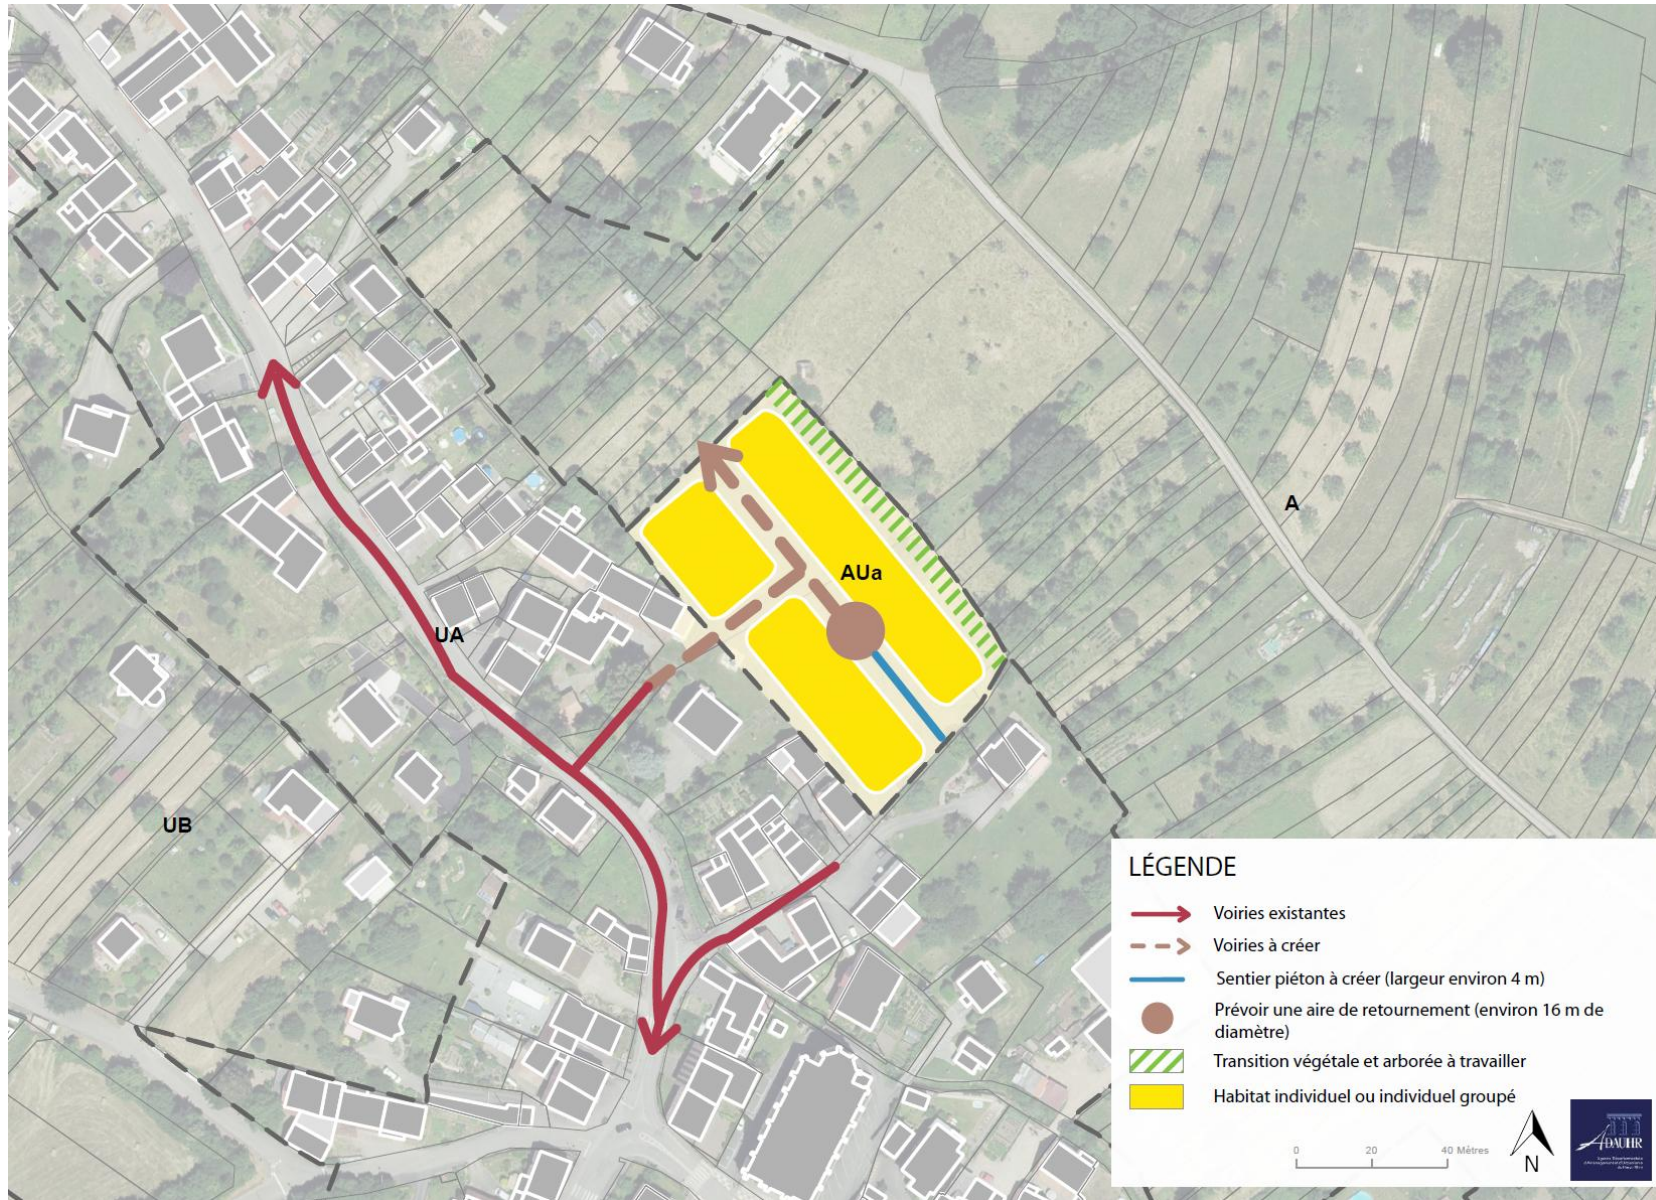 A
AUa
UA
UB
LÉGENDE
Voiries existantes
Voiries à créer
Sentier piéton à créer (largeur environ 4 m)
Prévoir une aire de retournement (environ 16 m de
diamètre)
Transition végétale et arborée à travailler
Habitat individuel ou individuel groupé
0 20 40 Mètres
N
ADAUHR